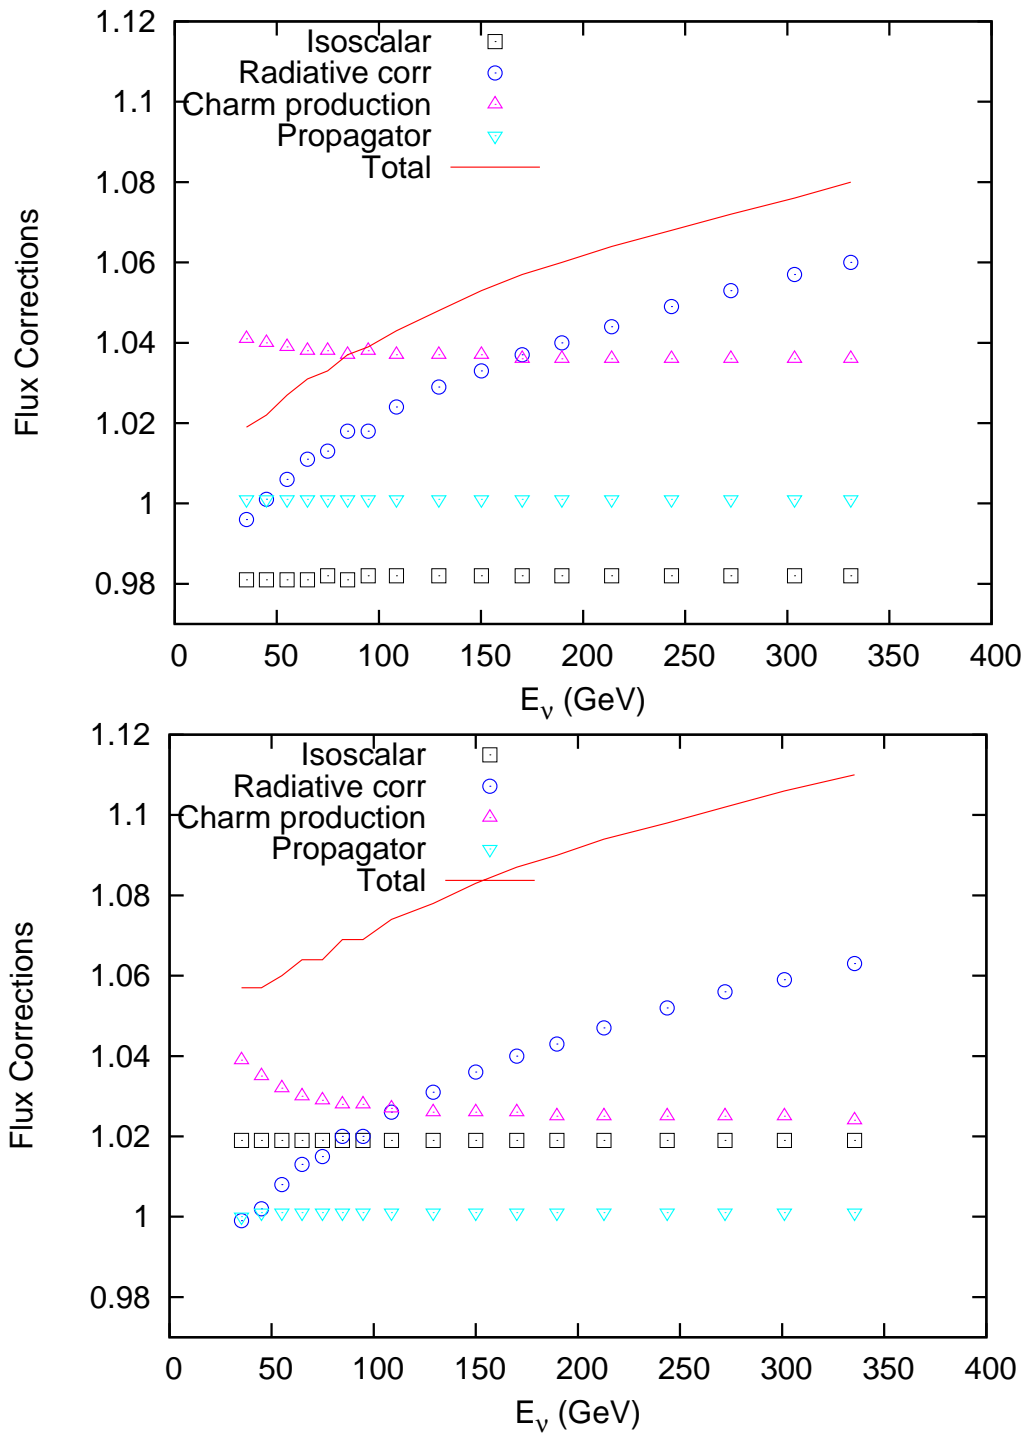 1.12
1.1
1.08
1.06
1.04
1.02
1
0.98
Flux Corrections
Isoscalar
Radiative corr
Charm production
Propagator
Total
0 50 100 150 200 250 300 350 400
Eν (GeV)
1.12
1.1
1.08
1.06
1.04
1.02
1
0.98
Flux Corrections
Isoscalar
Radiative corr
Charm production
Propagator
Total
0 50 100 150 200 250 300 350 400
Eν (GeV)